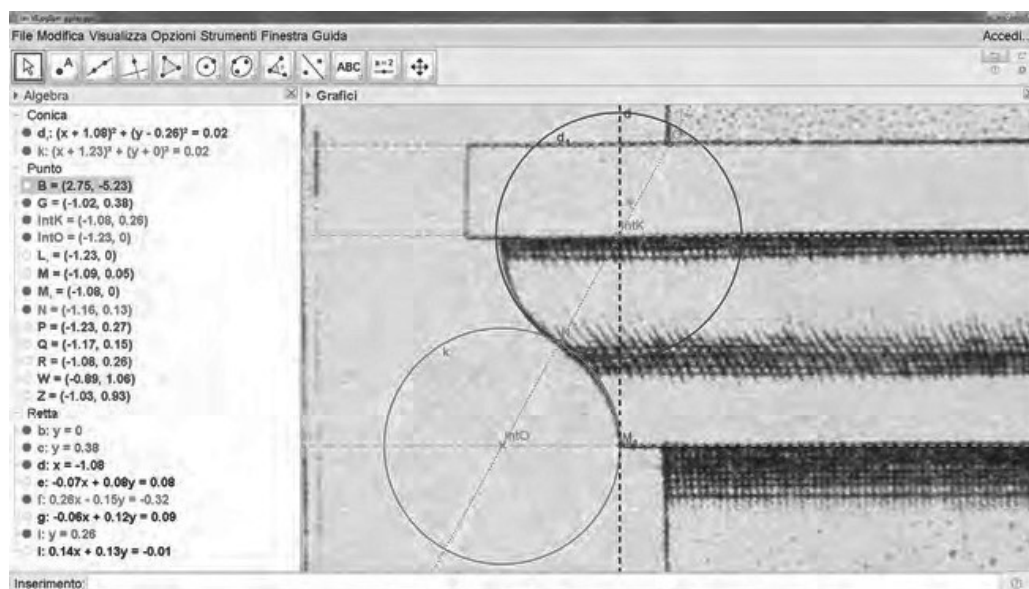 File Modifica Visualizza Opzioni Strumenti Finestra Guida
Accedi...
A
ABC
a=2
Algebra
Grafici
Conica
d₁: (x + 1.08)² + (y - 0.26)² = 0.02
k: (x + 1.23)² + (y + 0)² = 0.02
Punto
B = (2.75, -5.23)
G = (-1.02, 0.38)
IntK = (-1.08, 0.26)
IntO = (-1.23, 0)
L₁ = (-1.23, 0)
M = (-1.09, 0.05)
M₁ = (-1.08, 0)
N = (-1.16, 0.13)
P = (-1.23, 0.27)
Q = (-1.17, 0.15)
R = (-1.08, 0.26)
W = (-0.89, 1.06)
Z = (-1.03, 0.93)
Retta
b: y = 0
c: y = 0.38
d: x = -1.08
e: -0.07x + 0.08y = 0.08
f: 0.26x - 0.15y = -0.32
g: -0.06x + 0.12y = 0.09
i: y = 0.26
l: 0.14x + 0.13y = -0.01
d
d₁
IntK
k
IntO
M₁
Inserimento: